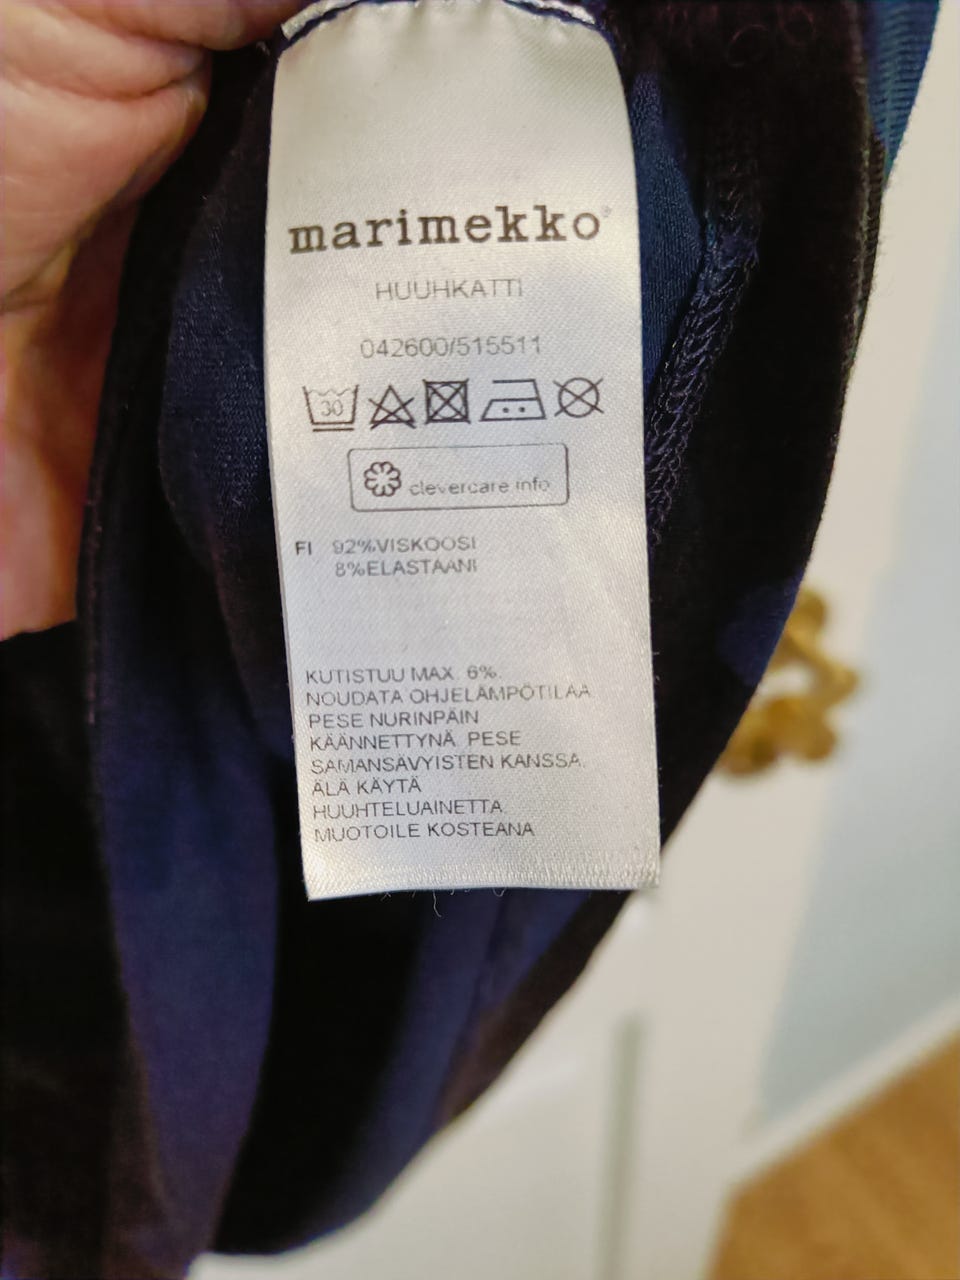 marimekko®
HUUHKATTI
042600/515511
30
clevercare.info
FI 92%VISKOOSI
8%ELASTAANI
KUTISTUU MAX. 6%.
NOUDATA OHJELÄMPÖTILAA
PESE NURINPÄIN
KÄÄNNETTYNÄ. PESE
SAMANSÄVYISTEN KANSSA.
ÄLÄ KÄYTÄ
HUUHTELUAINETTA.
MUOTOILE KOSTEANA